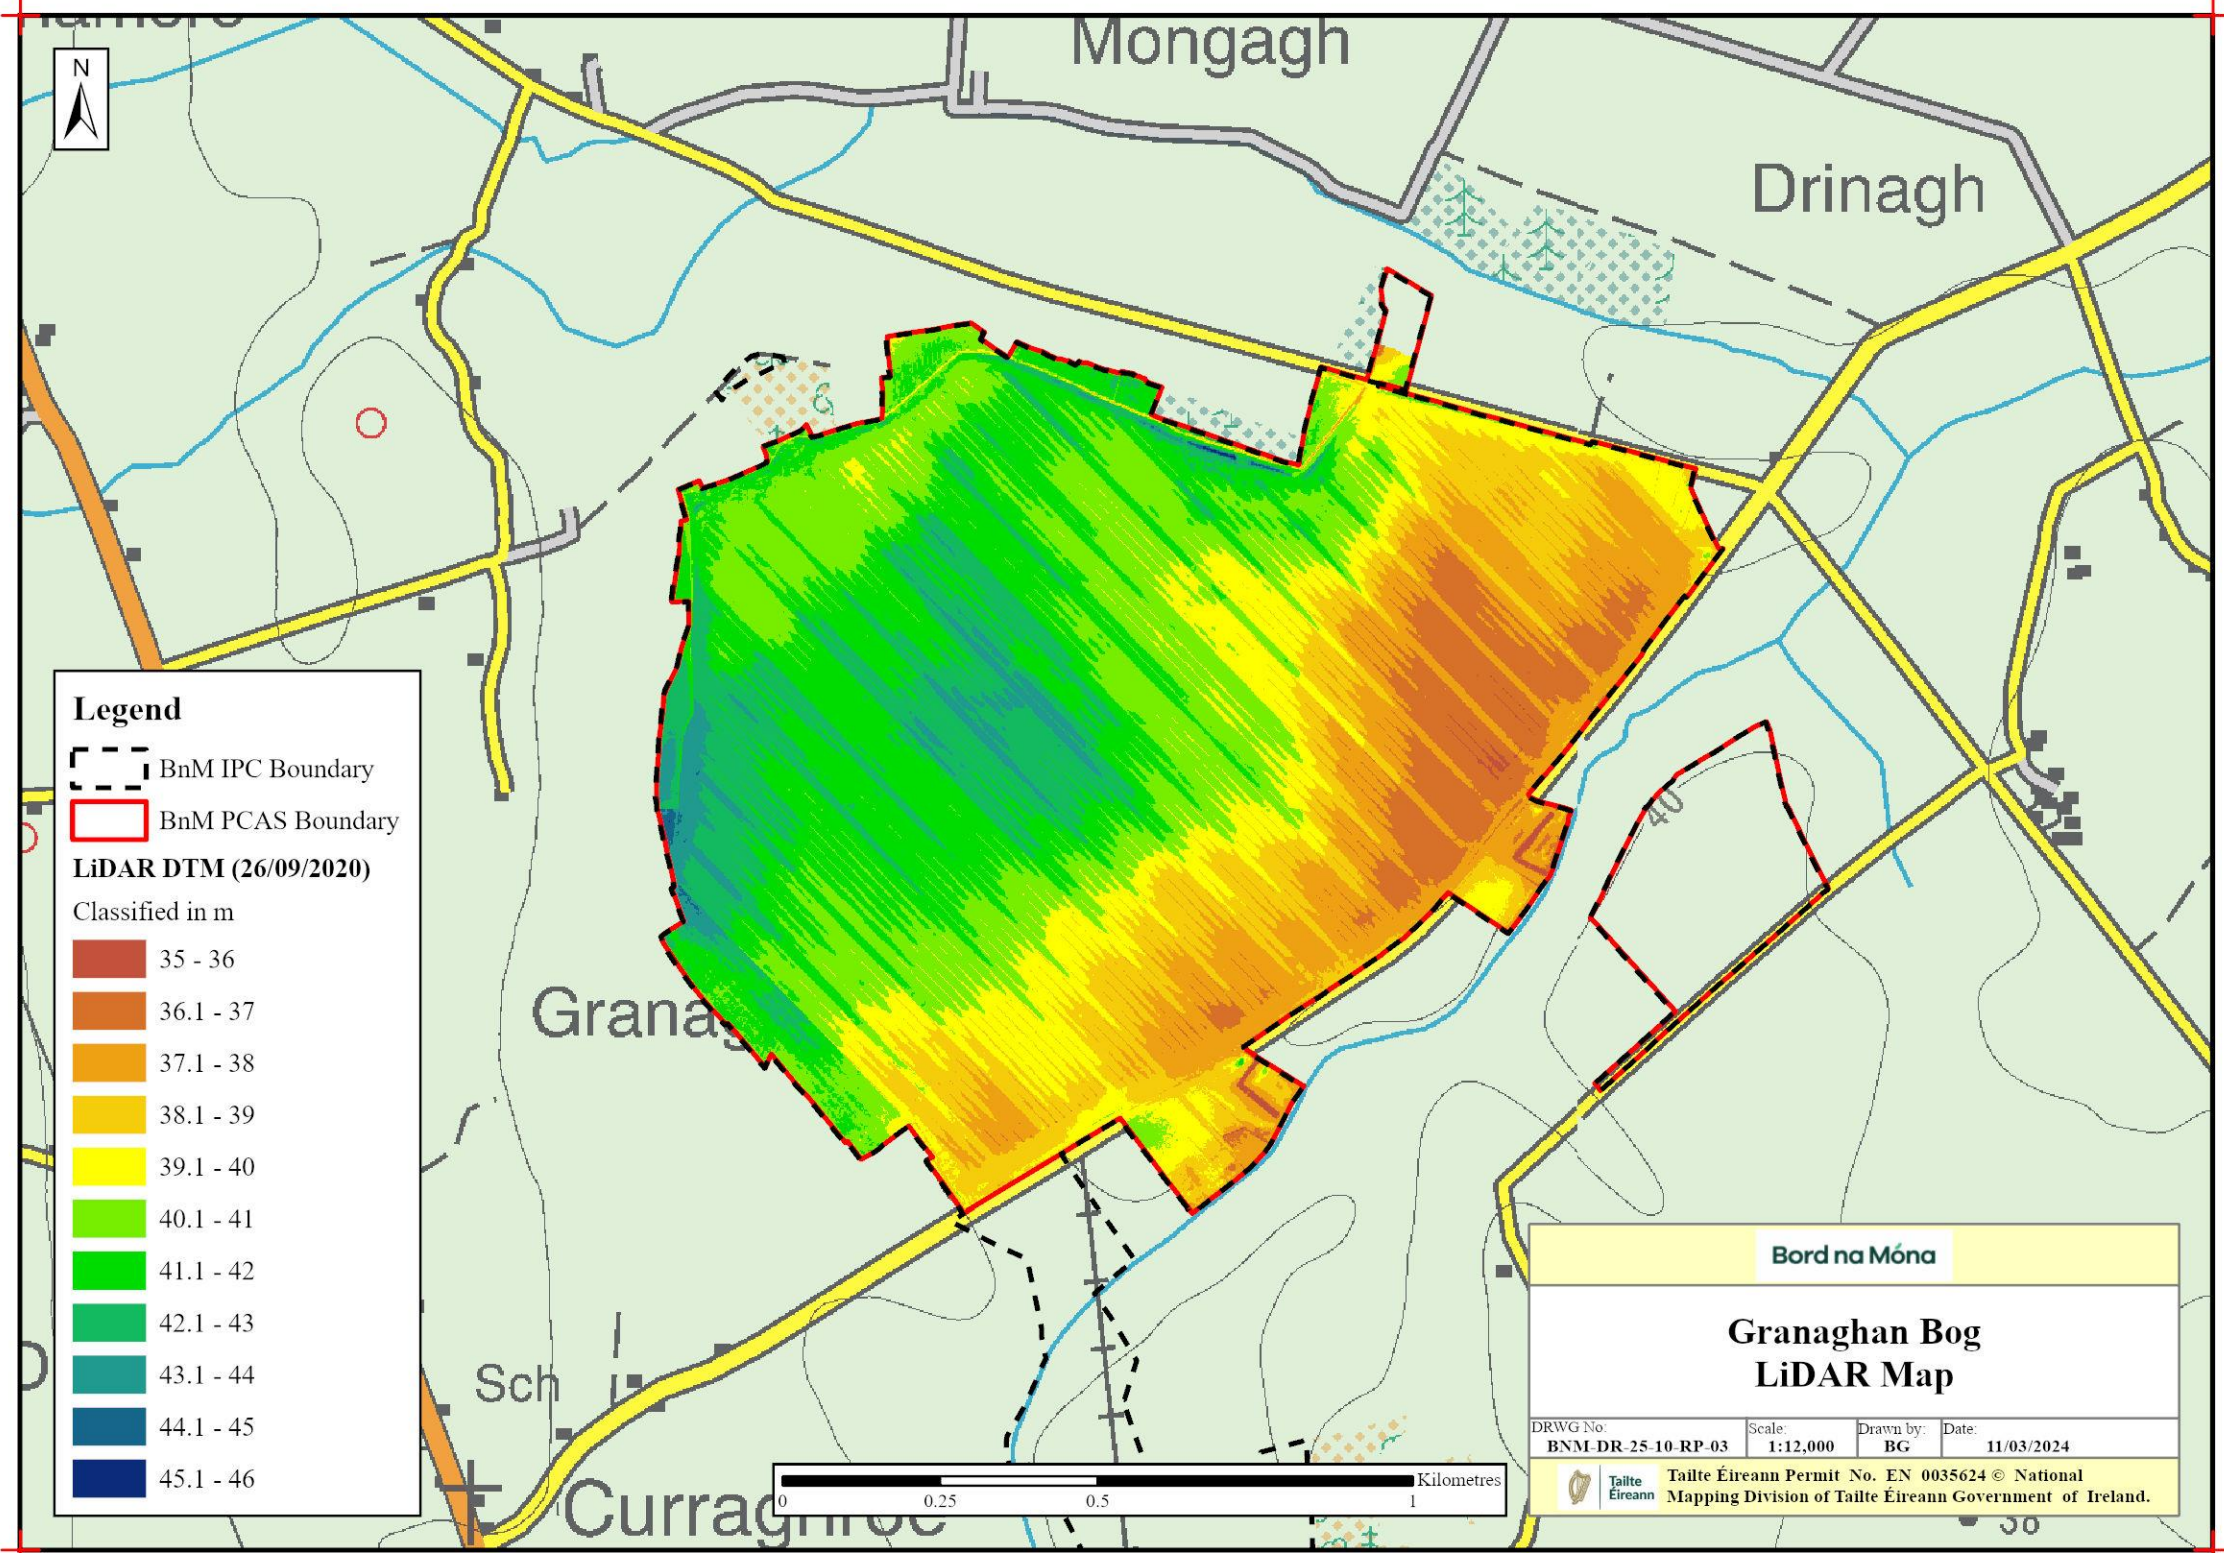 Mongagh
N
Drinagh
40
Legend
BnM IPC Boundary
BnM PCAS Boundary
LiDAR DTM (26/09/2020)
Classified in m
35 - 36
36.1 - 37
37.1 - 38
38.1 - 39
39.1 - 40
40.1 - 41
41.1 - 42
42.1 - 43
43.1 - 44
44.1 - 45
45.1 - 46
Sch
0 0.25 0.5 1
Kilometres
Bord na Móna
Granaghan Bog
LiDAR Map
DRWG No: Scale: Drawn by: Date:
BNM-DR-25-10-RP-03 1:12,000 BG 11/03/2024
Tailte
Éireann
Tailte Éireann Permit No. EN 0035624 © National
Mapping Division of Tailte Éireann Government of Ireland.
38